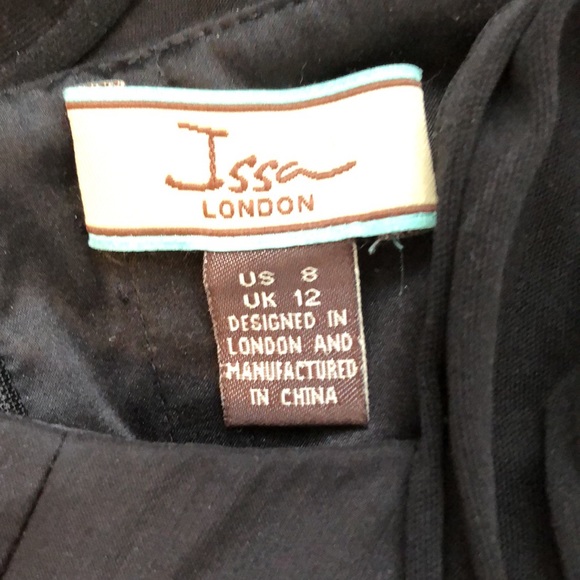 Issa
LONDON
US 8
UK 12
DESIGNED IN
LONDON AND
MANUFACTURED
IN CHINA